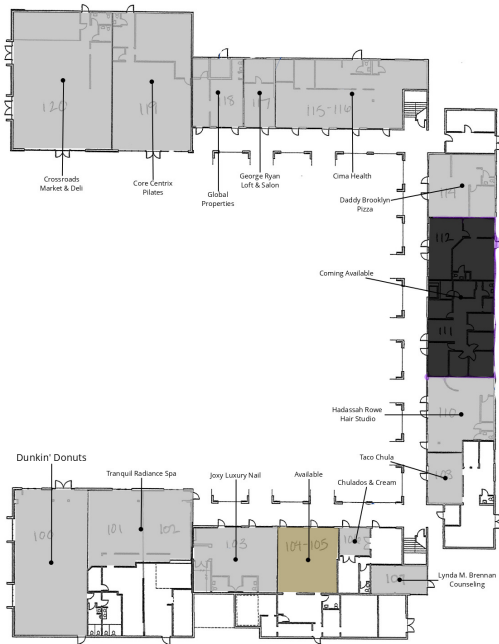 120
119
118
117
115-116
Crossroads
Market & Deli
Core Centrix
Pilates
Global
Properties
George Ryan
Loft & Salon
Cima Health
114
Daddy Brooklyn
Pizza
112
Coming Available
111
Hadassah Rowe
Hair Studio
110
Taco Chula
108
Dunkin' Donuts
Tranquil Radiance Spa
Joxy Luxury Nail
Available
Chulados & Cream
100
101
102
103
104-105
Lynda M. Brennan
Counseling